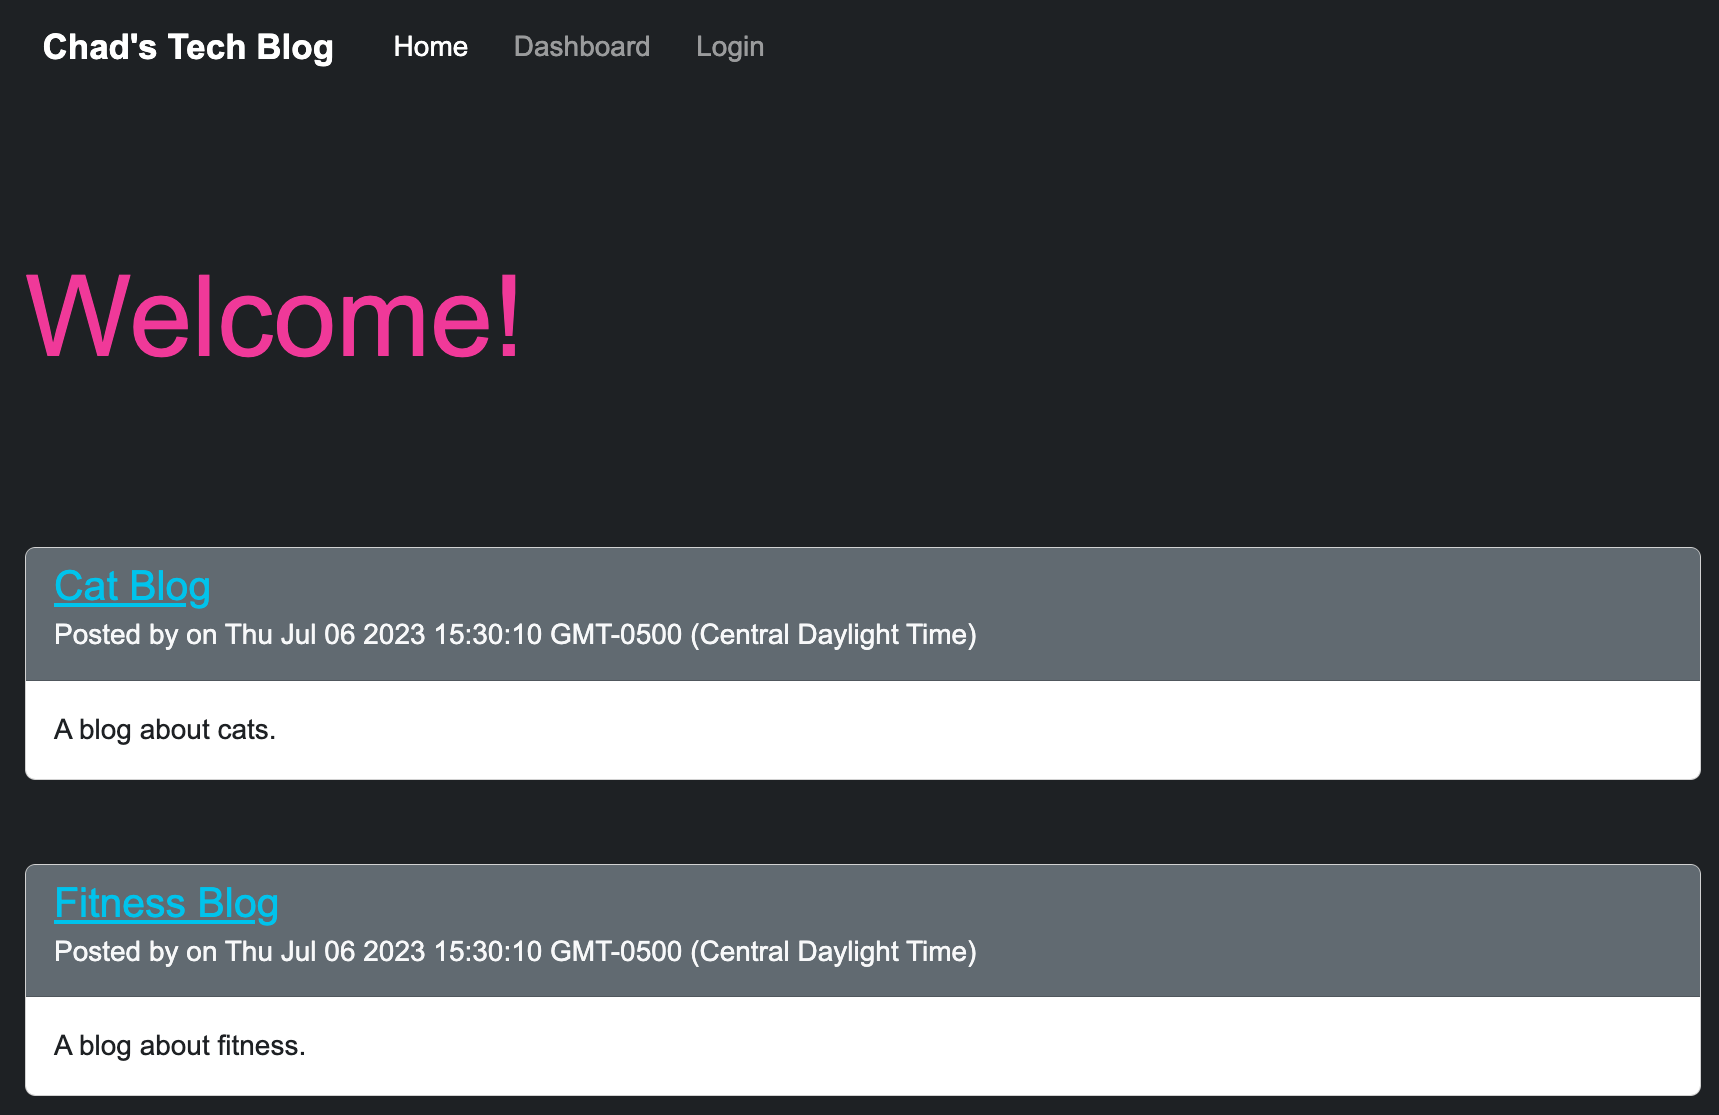 Chad's Tech Blog Home Dashboard Login
Welcome!
Cat Blog
Posted by on Thu Jul 06 2023 15:30:10 GMT-0500 (Central Daylight Time)
A blog about cats.
Fitness Blog
Posted by on Thu Jul 06 2023 15:30:10 GMT-0500 (Central Daylight Time)
A blog about fitness.